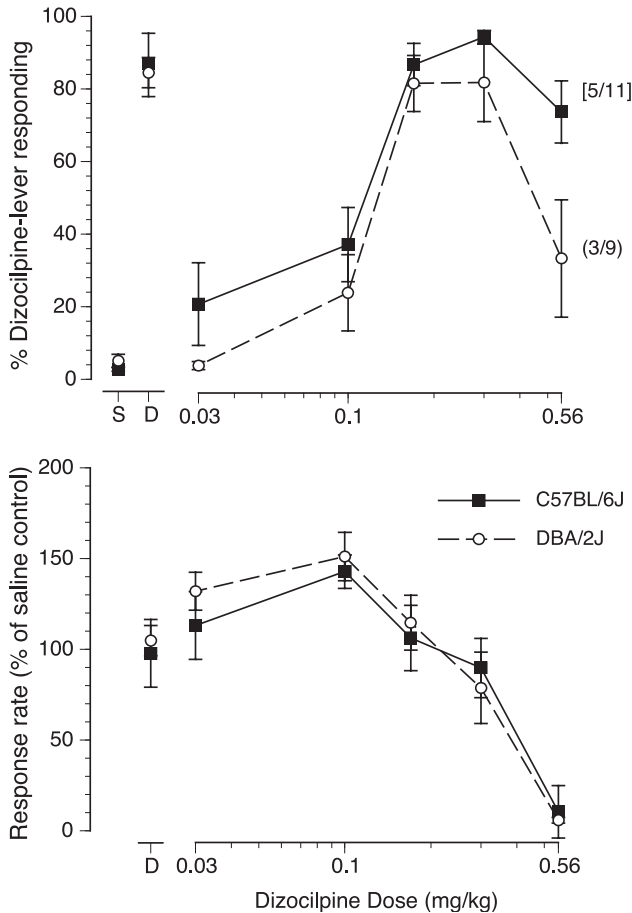 100
80
60
40
20
0
% Dizocilpine-lever responding
[5/11]
(3/9)
S D 0.03 0.1 0.56
200
150
100
50
0
Response rate (% of saline control)
C57BL/6J
DBA/2J
D 0.03 0.1 0.56
Dizocilpine Dose (mg/kg)